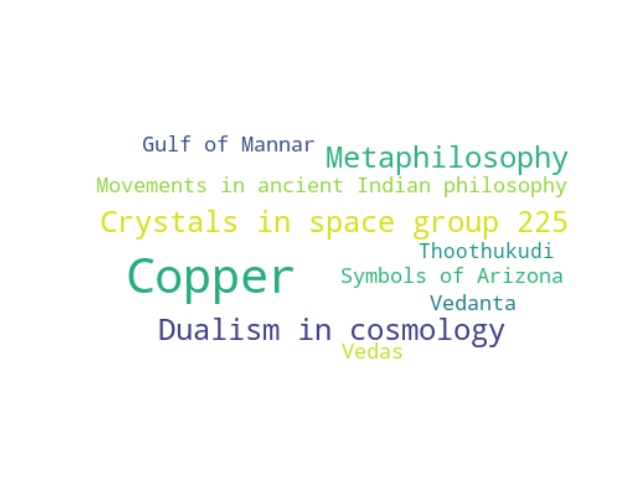 Gulf of Mannar
Metaphilosophy
Movements in ancient Indian philosophy
Crystals in space group 225
Thoothukudi
Copper
Symbols of Arizona
Vedanta
Dualism in cosmology
Vedas